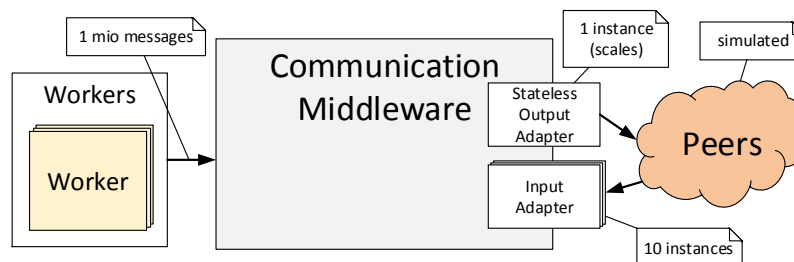 1 mio messages
Workers
Worker
Communication
Middleware
1 instance
(scales)
Stateless
Output
Adapter
Input
Adapter
10 instances
simulated
Peers